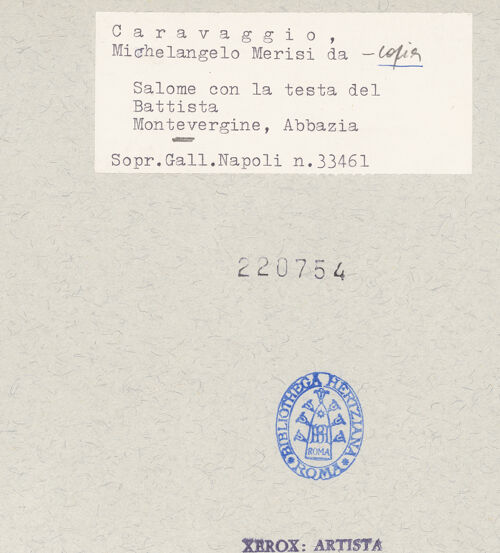 C a r a v a g g i o ,
Michelangelo Merisi da - copia
Salome con la testa del
Battista
Montevergine, Abbazia
Sopr.Gall.Napoli n.33461
220754
BIBLIOTHECA HERTZIANA
ROMA
ROMA
XEROX: ARTISTA